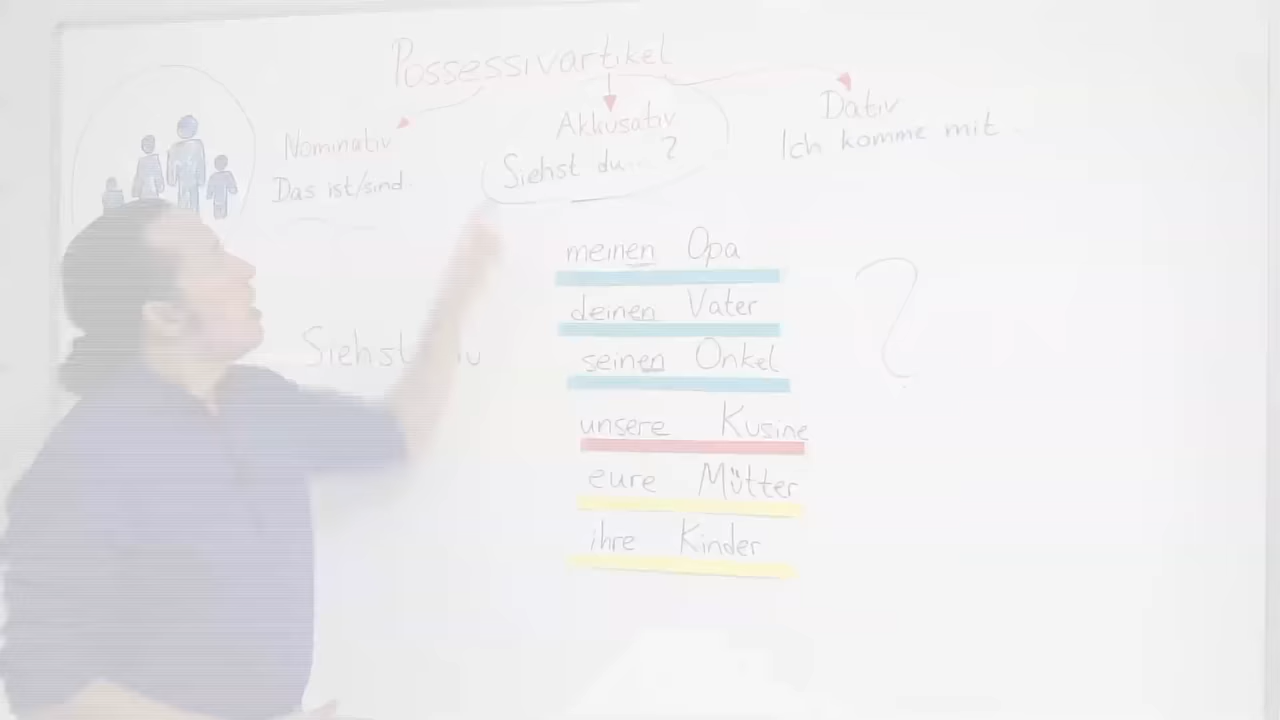 Possessivartikel
Nominativ
Das ist/sind.
Akkusativ
Siehst du...?
Dativ
Ich komme mit
meinen Opa
deinen Vater
seinen Onkel
Siehst
unsere Kusine
eure Mütter
ihre Kinder
?